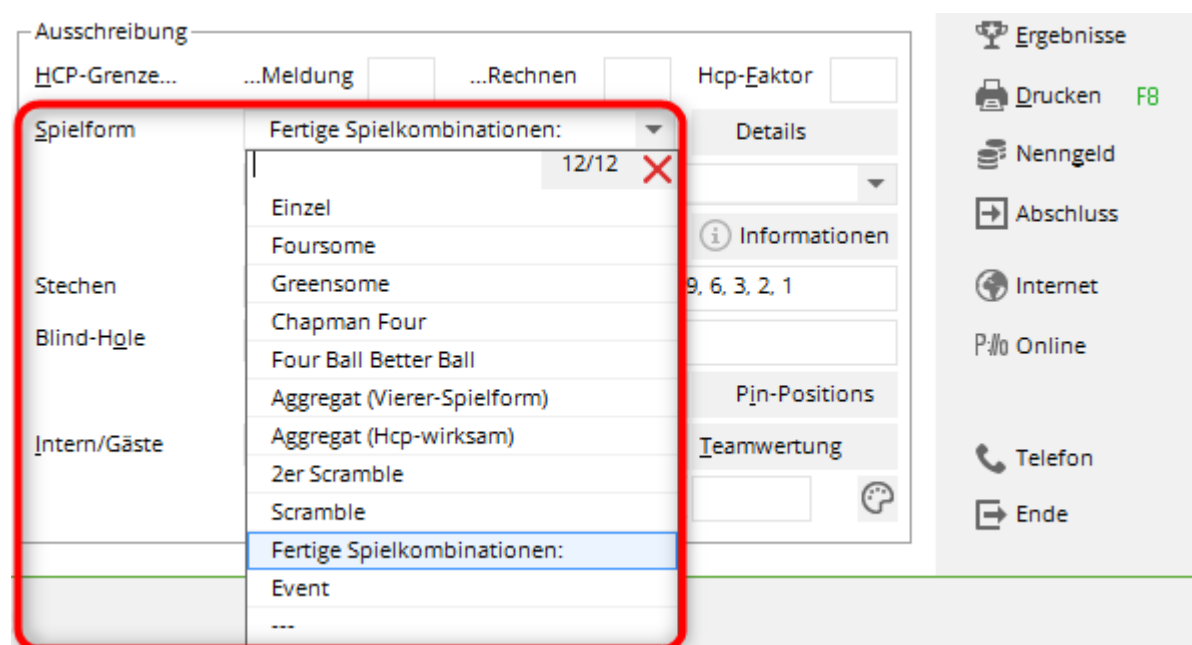 Ausschreibung
HCP-Grenze... ...Meldung ...Rechnen Hcp-Faktor
Spielform Fertige Spielkombinationen: Details
12/12
Einzel
Informationen
Foursome
Stechen Greensome 9, 6, 3, 2, 1
Chapman Four
Blind-Hole
Four Ball Better Ball
Aggregat (Vierer-Spielform) Pin-Positions
Aggregat (Hcp-wirksam)
Intern/Gäste Teamwertung
2er Scramble
Scramble
Fertige Spielkombinationen:
Event
---
Ergebnisse
Drucken F8
Nenngeld
Abschluss
Internet
P:// Online
Telefon
Ende